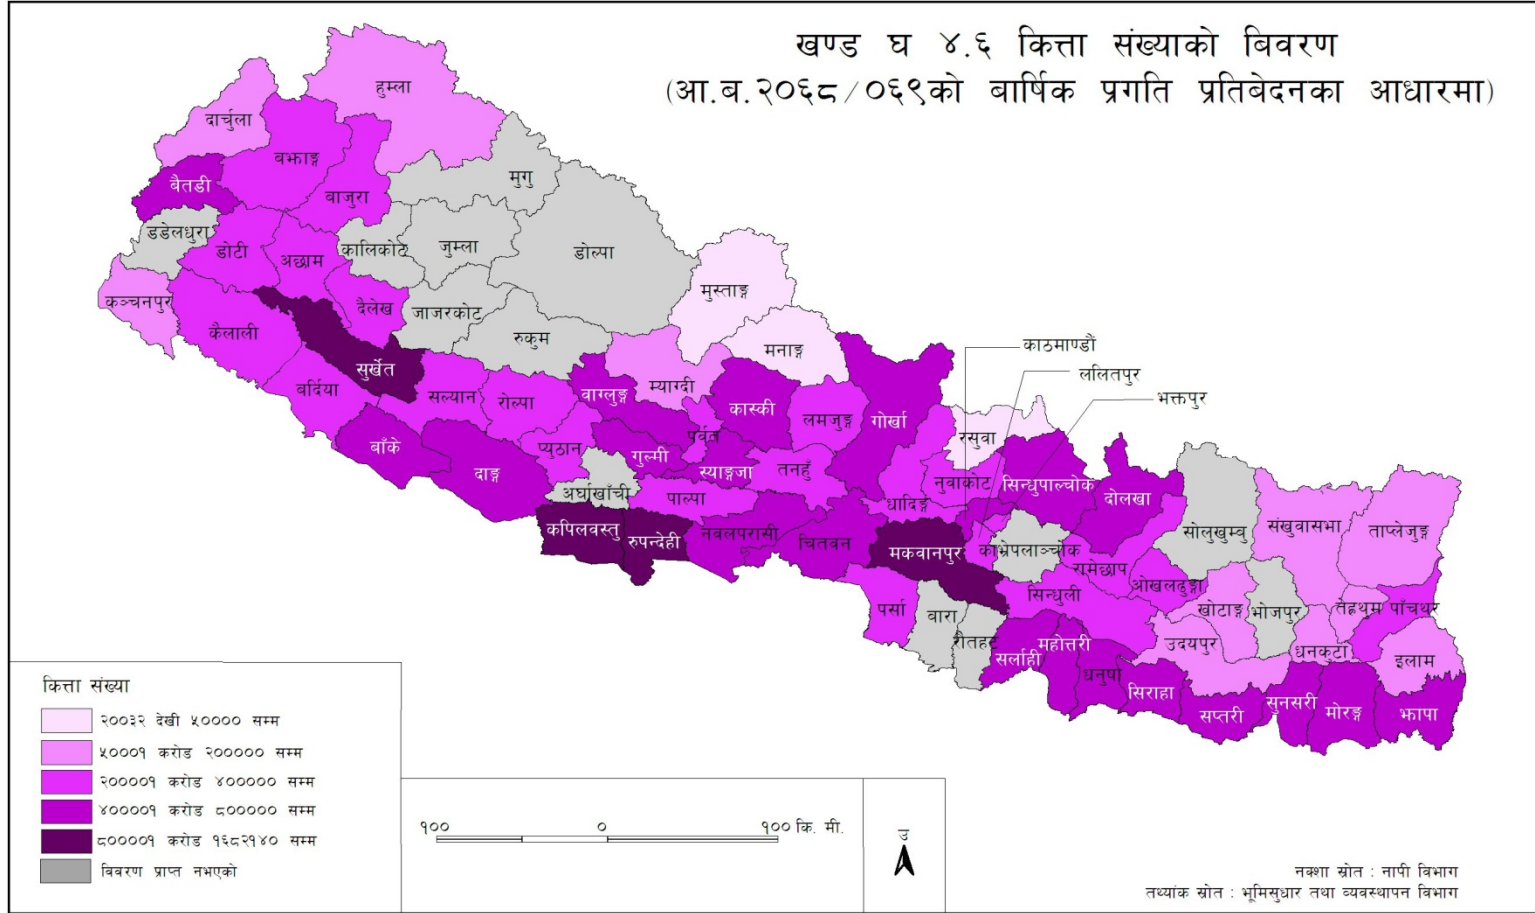 खण्ड घ ४.६ कित्ता संख्याको बिवरण
(आ.ब.२०६८/०६९को बार्षिक प्रगति प्रतिबेदनका आधारमा)
हुम्ला
दार्चुला
बझाङ्ग
बैतडी
मुगु
बाजुरा
डडेलधुरा
डोटी
अछाम
कालिकोट
जुम्ला
डोल्पा
कञ्चनपुर
दैलेख
जाजरकोट
मुस्ताङ्ग
कैलाली
रुकुम
मनाङ्ग
काठमाण्डौं
सुर्खेत
ललितपुर
बर्दिया
सल्यान
रोल्पा
वाग्लुङ्ग
म्याग्दी
कास्की
लमजुङ्ग
गोर्खा
भक्तपुर
बाँके
प्युठान
पर्वत
रसुवा
दाङ्ग
गुल्मी
स्याङ्गजा
तनहुँ
नुवाकोट
सिन्धुपाल्चोक
दोलखा
अर्घाखाँची
पाल्पा
धादिङ्ग
सोलुखुम्बु
संखुवासभा
ताप्लेजुङ्ग
कपिलवस्तु
रुपन्देही
नवलपरासी
चितबन
मकवानपुर
काभ्रेपलाञ्चोक
रामेछाप
ओखलढुङ्गा
पर्सा
बारा
सिन्धुली
खोटाङ्ग
भोजपुर
तेह्रथुम
पाँचथर
रौतहट
सर्लाही
महोत्तरी
उदयपुर
धनकुटा
इलाम
धनुषा
सिराहा
सप्तरी
सुनसरी
मोरङ्ग
झापा
कित्ता संख्या
२००३२ देखी ५०००० सम्म
५०००१ करोड २००००० सम्म
२००००१ करोड ४००००० सम्म
४००००१ करोड ८००००० सम्म
८००००१ करोड १६८२१४० सम्म
बिबरण प्राप्त नभएको
१०० ० १०० कि. मी.
उ
नक्शा स्रोत : नापी विभाग
तथ्यांक स्रोत : भूमिसुधार तथा व्यवस्थापन विभाग